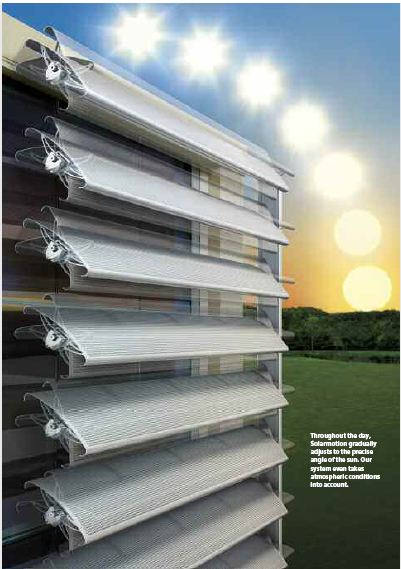 Throughout the day,
Solarmotion gradually
adjusts to the precise
angle of the sun. Our
system even takes
atmospheric conditions
into account.